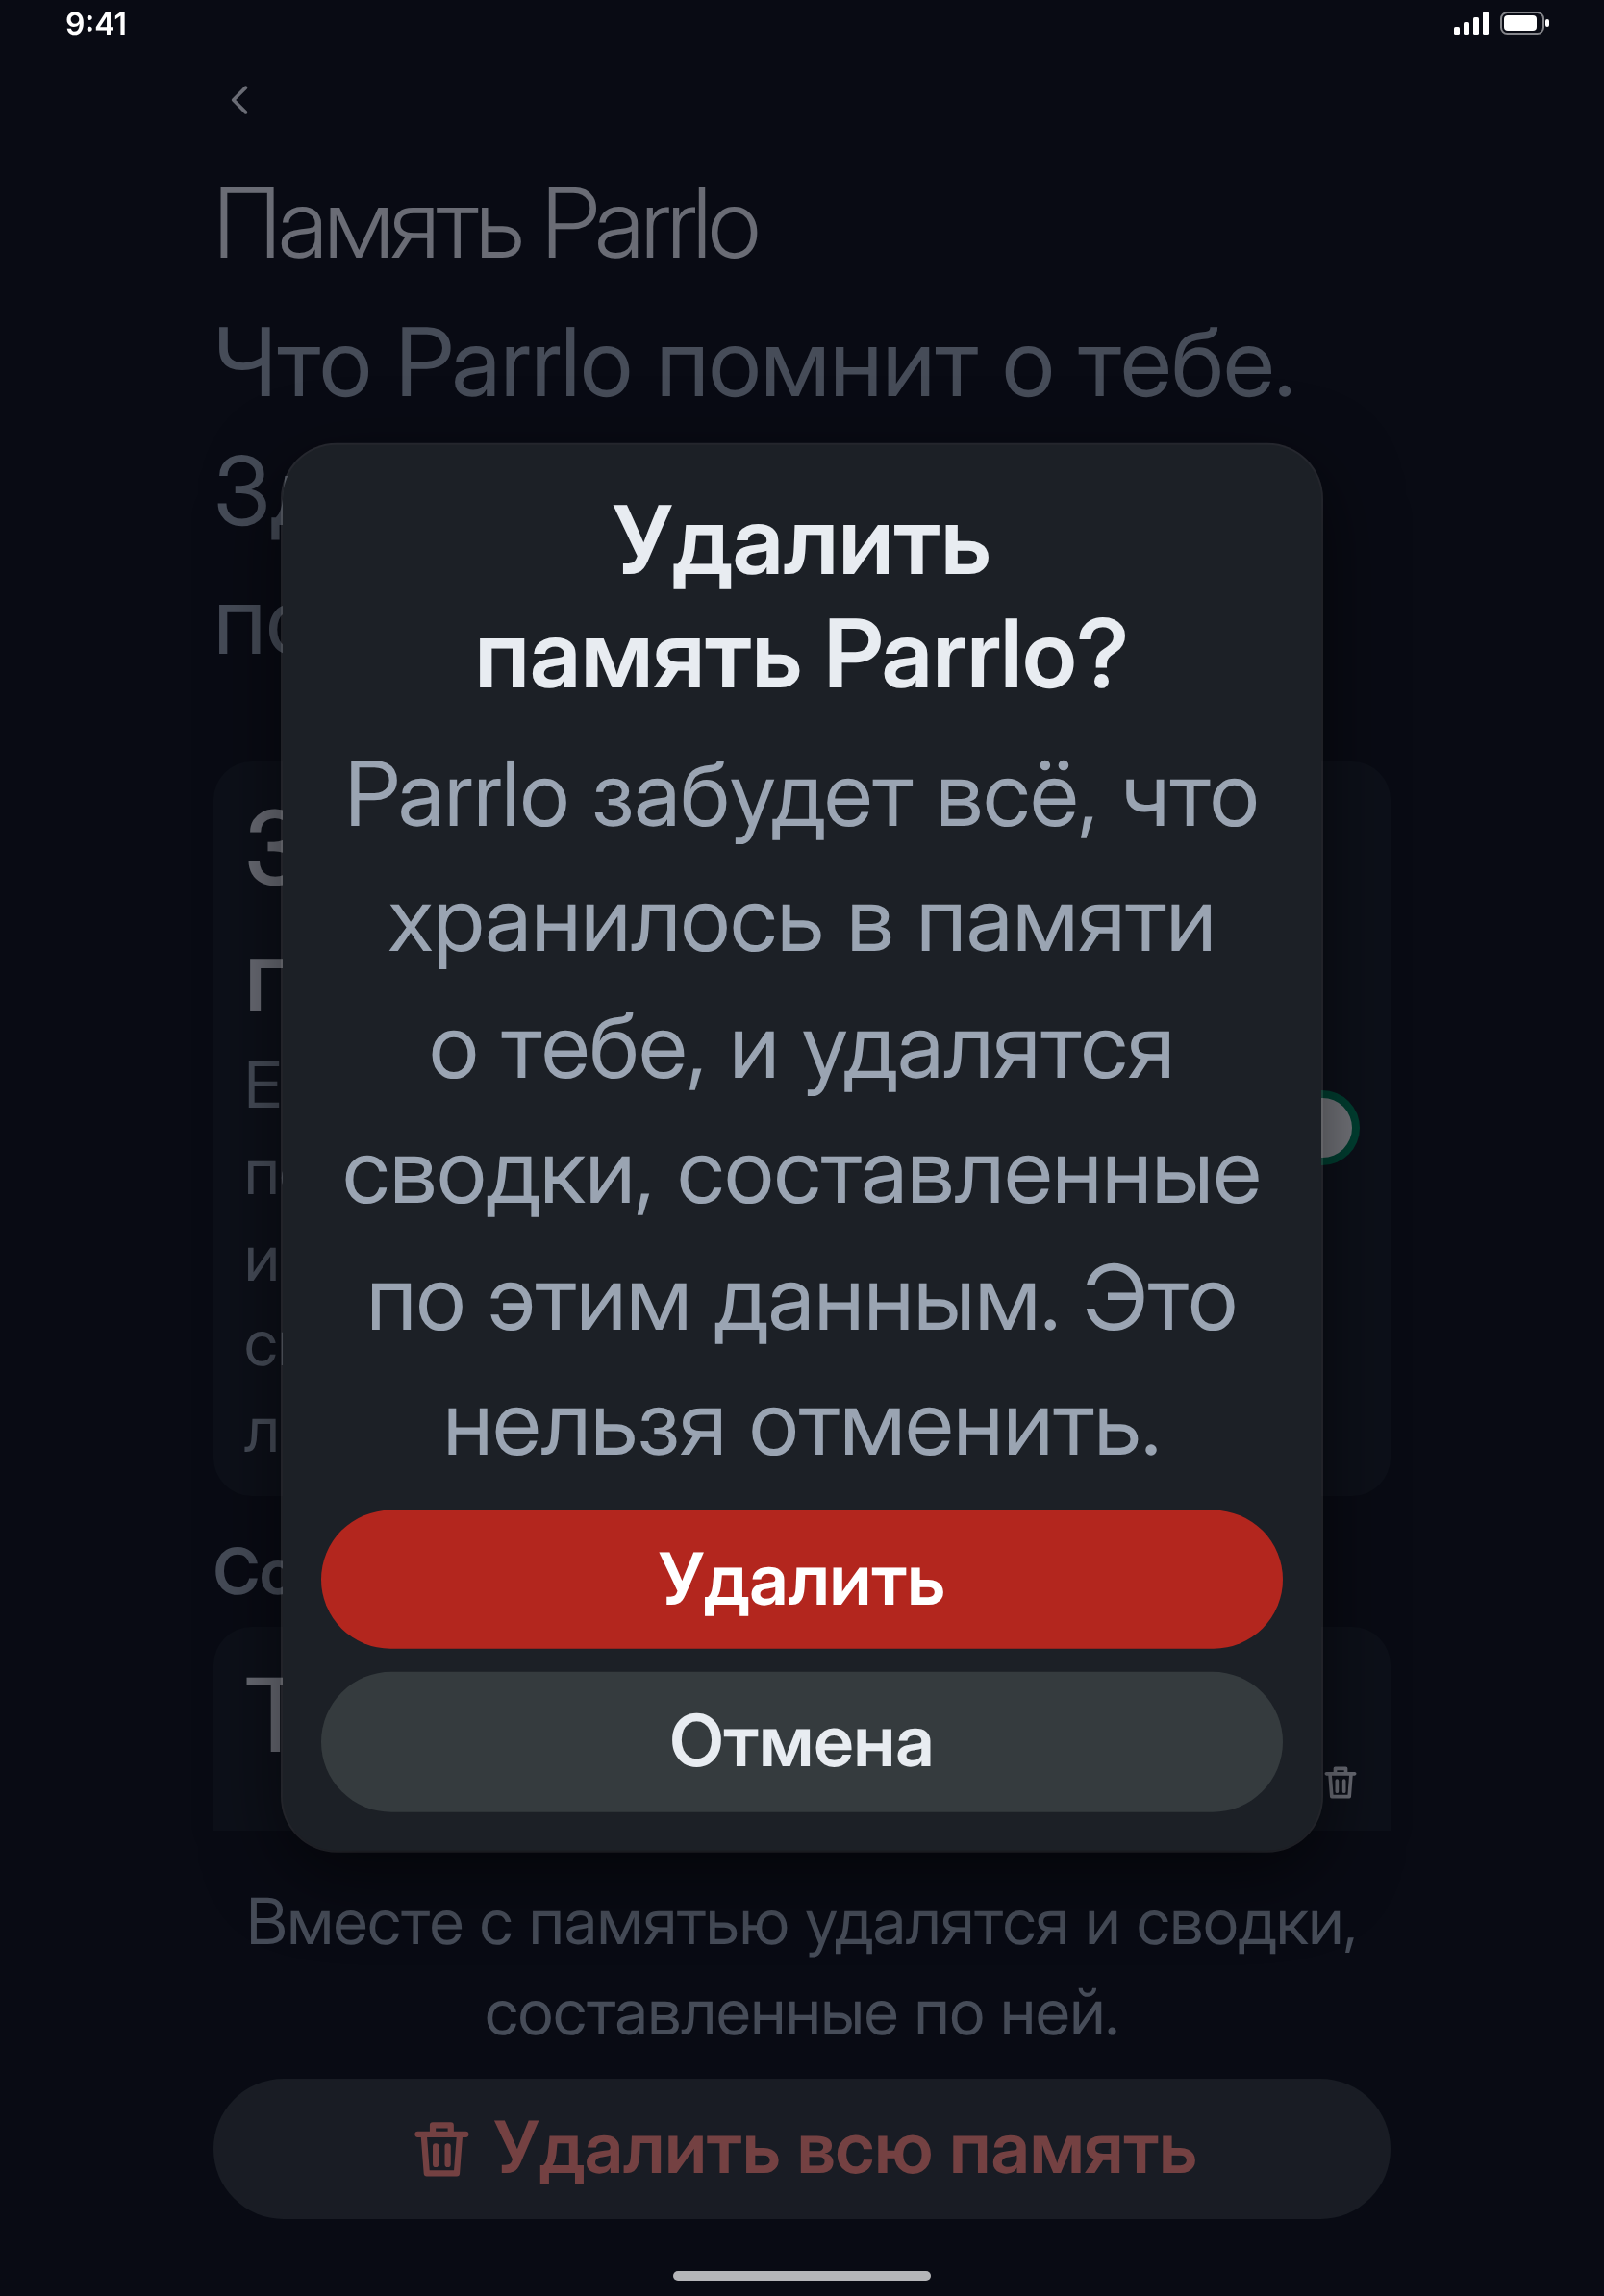 9:41
Память Parrlo
Что Parrlo помнит о тебе.
Удалить
память Parrlo?
Parrlo забудет всё, что
хранилось в памяти
о тебе, и удалятся
сводки, составленные
по этим данным. Это
нельзя отменить.
Удалить
Отмена
Вместе с памятью удалятся и сводки,
составленные по ней.
Удалить всю память